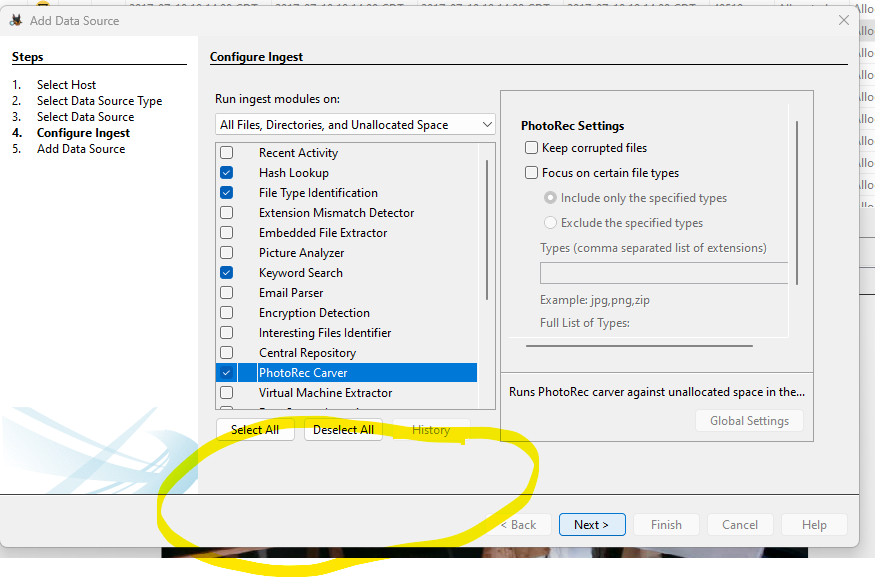 Add Data Source
Steps
1. Select Host
2. Select Data Source Type
3. Select Data Source
4. Configure Ingest
5. Add Data Source
Configure Ingest
Run ingest modules on:
All Files, Directories, and Unallocated Space
Recent Activity
Hash Lookup
File Type Identification
Extension Mismatch Detector
Embedded File Extractor
Picture Analyzer
Keyword Search
Email Parser
Encryption Detection
Interesting Files Identifier
Central Repository
PhotoRec Carver
Virtual Machine Extractor
Select All Deselect All History
PhotoRec Settings
Keep corrupted files
Focus on certain file types
Include only the specified types
Exclude the specified types
Types (comma separated list of extensions)
Example: jpg,png,zip
Full List of Types:
Runs PhotoRec carver against unallocated space in the...
Global Settings
< Back Next > Finish Cancel Help